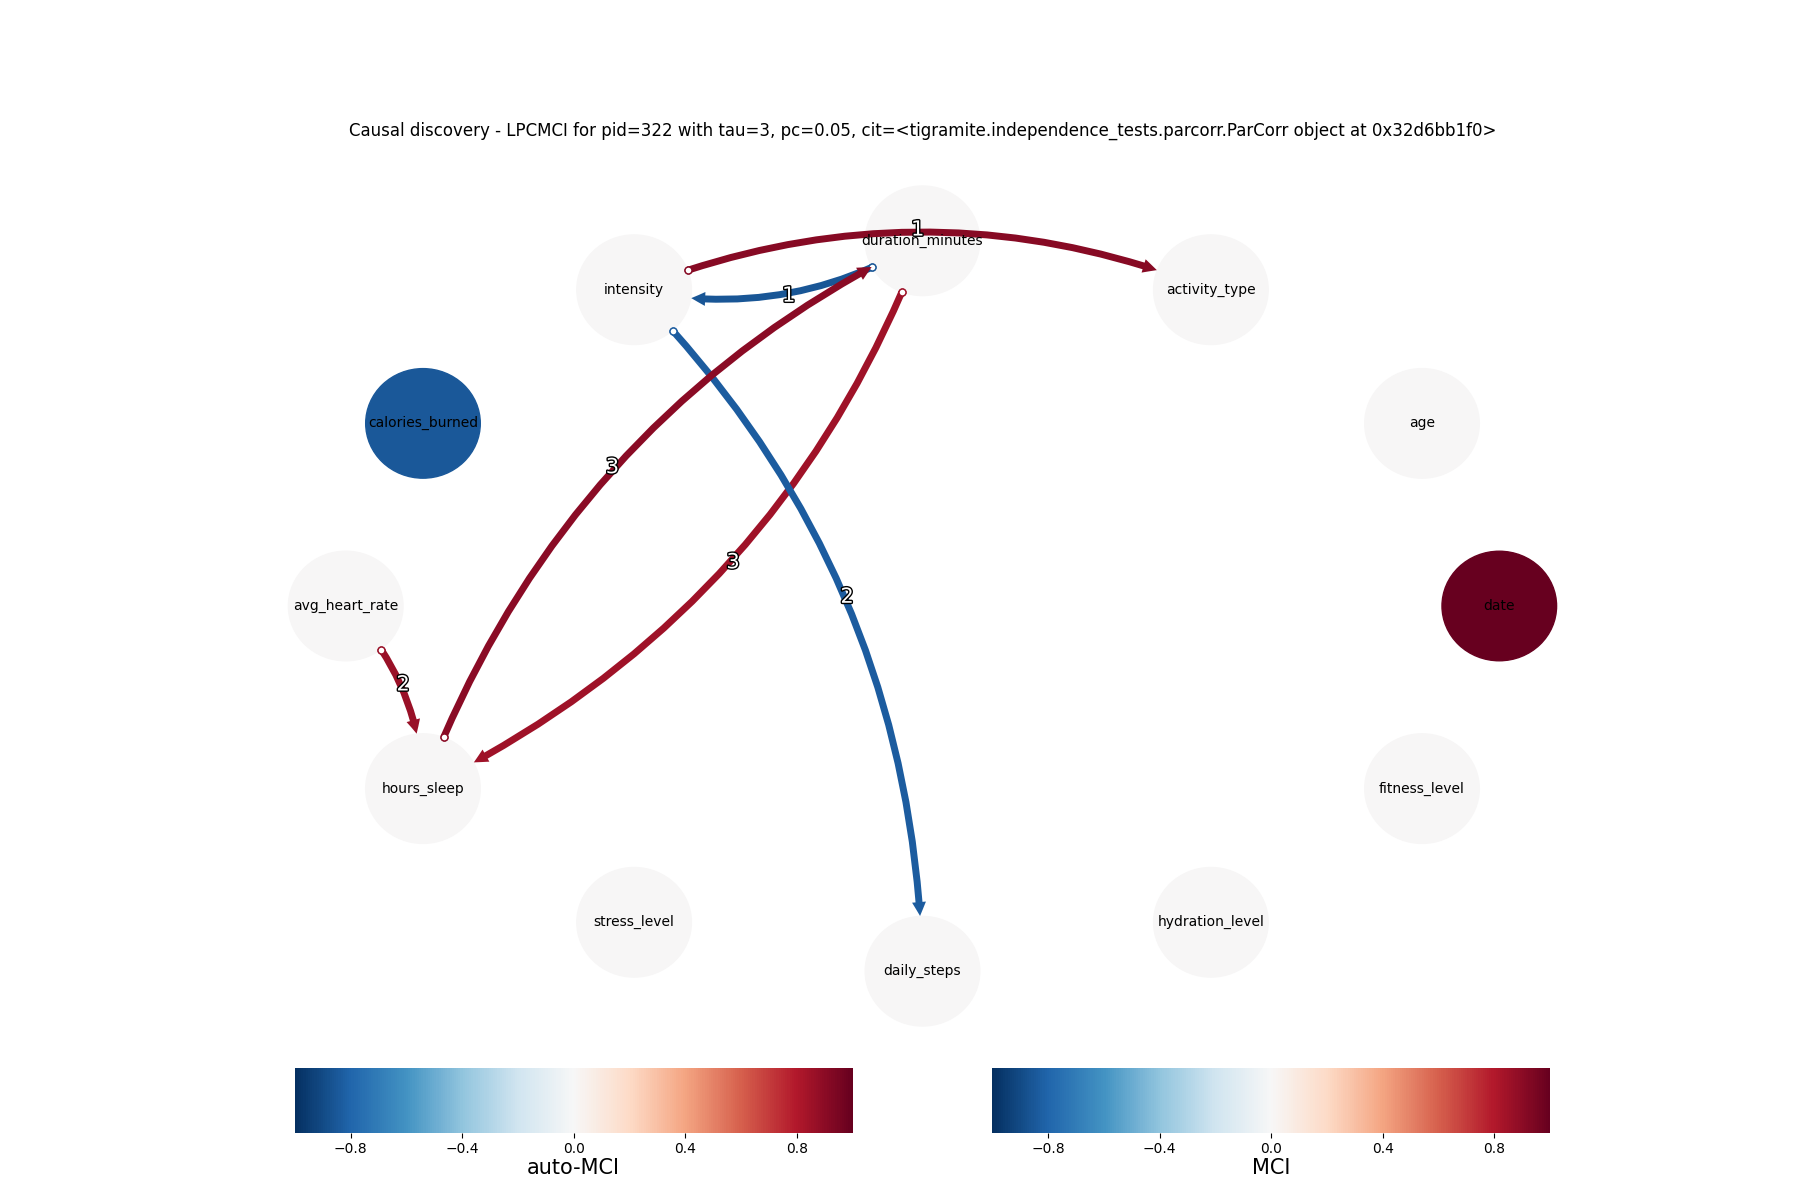 Causal discovery - LPCMCI for pid=322 with tau=3, pc=0.05, cit=<tigramite.independence_tests.parcorr.ParCorr object at 0x32d6bb1f0>
1
duration_minutes
intensity
1
activity_type
calories_burned
age
3
3
2
avg_heart_rate
date
2
hours_sleep
fitness_level
stress_level
hydration_level
daily_steps
−0.8 −0.4 0.0 0.4 0.8
auto-MCI
−0.8 −0.4 0.0 0.4 0.8
MCI